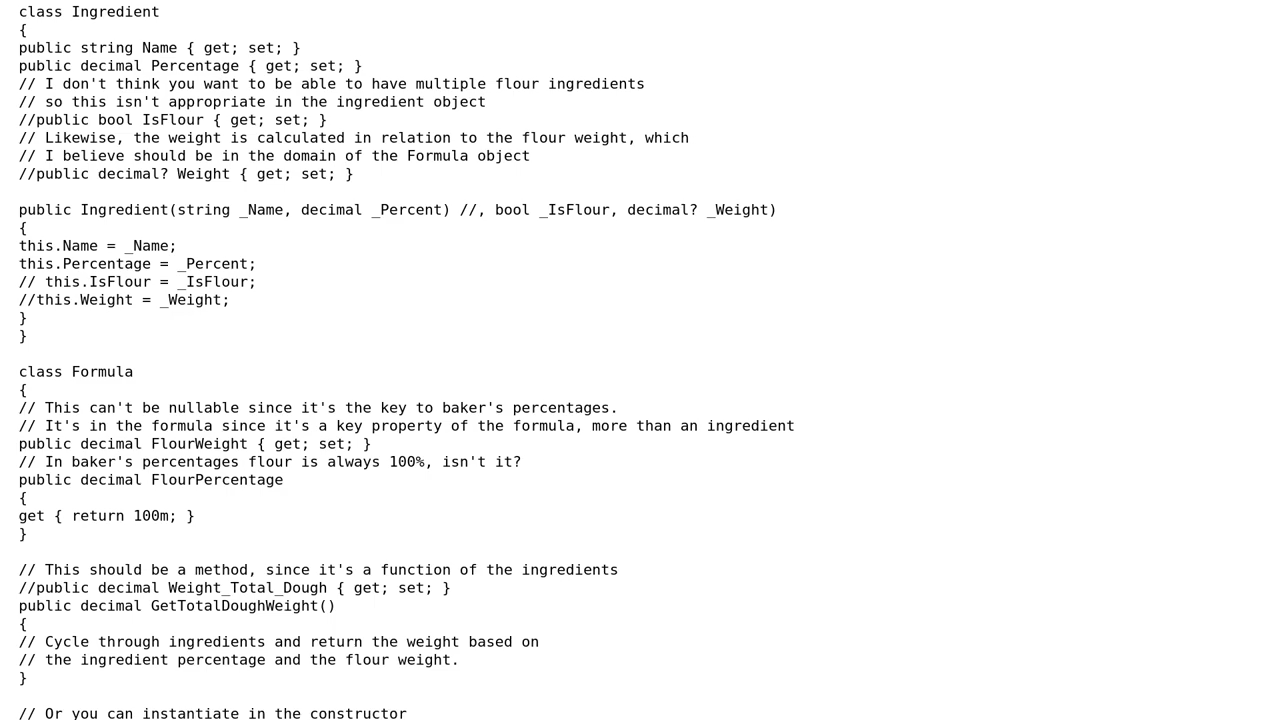 class Ingredient
{
public string Name { get; set; }
public decimal Percentage { get; set; }
// I don't think you want to be able to have multiple flour ingredients
// so this isn't appropriate in the ingredient object
//public bool IsFlour { get; set; }
// Likewise, the weight is calculated in relation to the flour weight, which
// I believe should be in the domain of the Formula object
//public decimal? Weight { get; set; }

public Ingredient(string _Name, decimal _Percent) //, bool _IsFlour, decimal? _Weight)
{
this.Name = _Name;
this.Percentage = _Percent;
// this.IsFlour = _IsFlour;
//this.Weight = _Weight;
}
}

class Formula
{
// This can't be nullable since it's the key to baker's percentages.
// It's in the formula since it's a key property of the formula, more than an ingredient
public decimal FlourWeight { get; set; }
// In baker's percentages flour is always 100%, isn't it?
public decimal FlourPercentage
{
get { return 100m; }
}

// This should be a method, since it's a function of the ingredients
//public decimal Weight_Total_Dough { get; set; }
public decimal GetTotalDoughWeight()
{
// Cycle through ingredients and return the weight based on
// the ingredient percentage and the flour weight.
}

// Or you can instantiate in the constructor